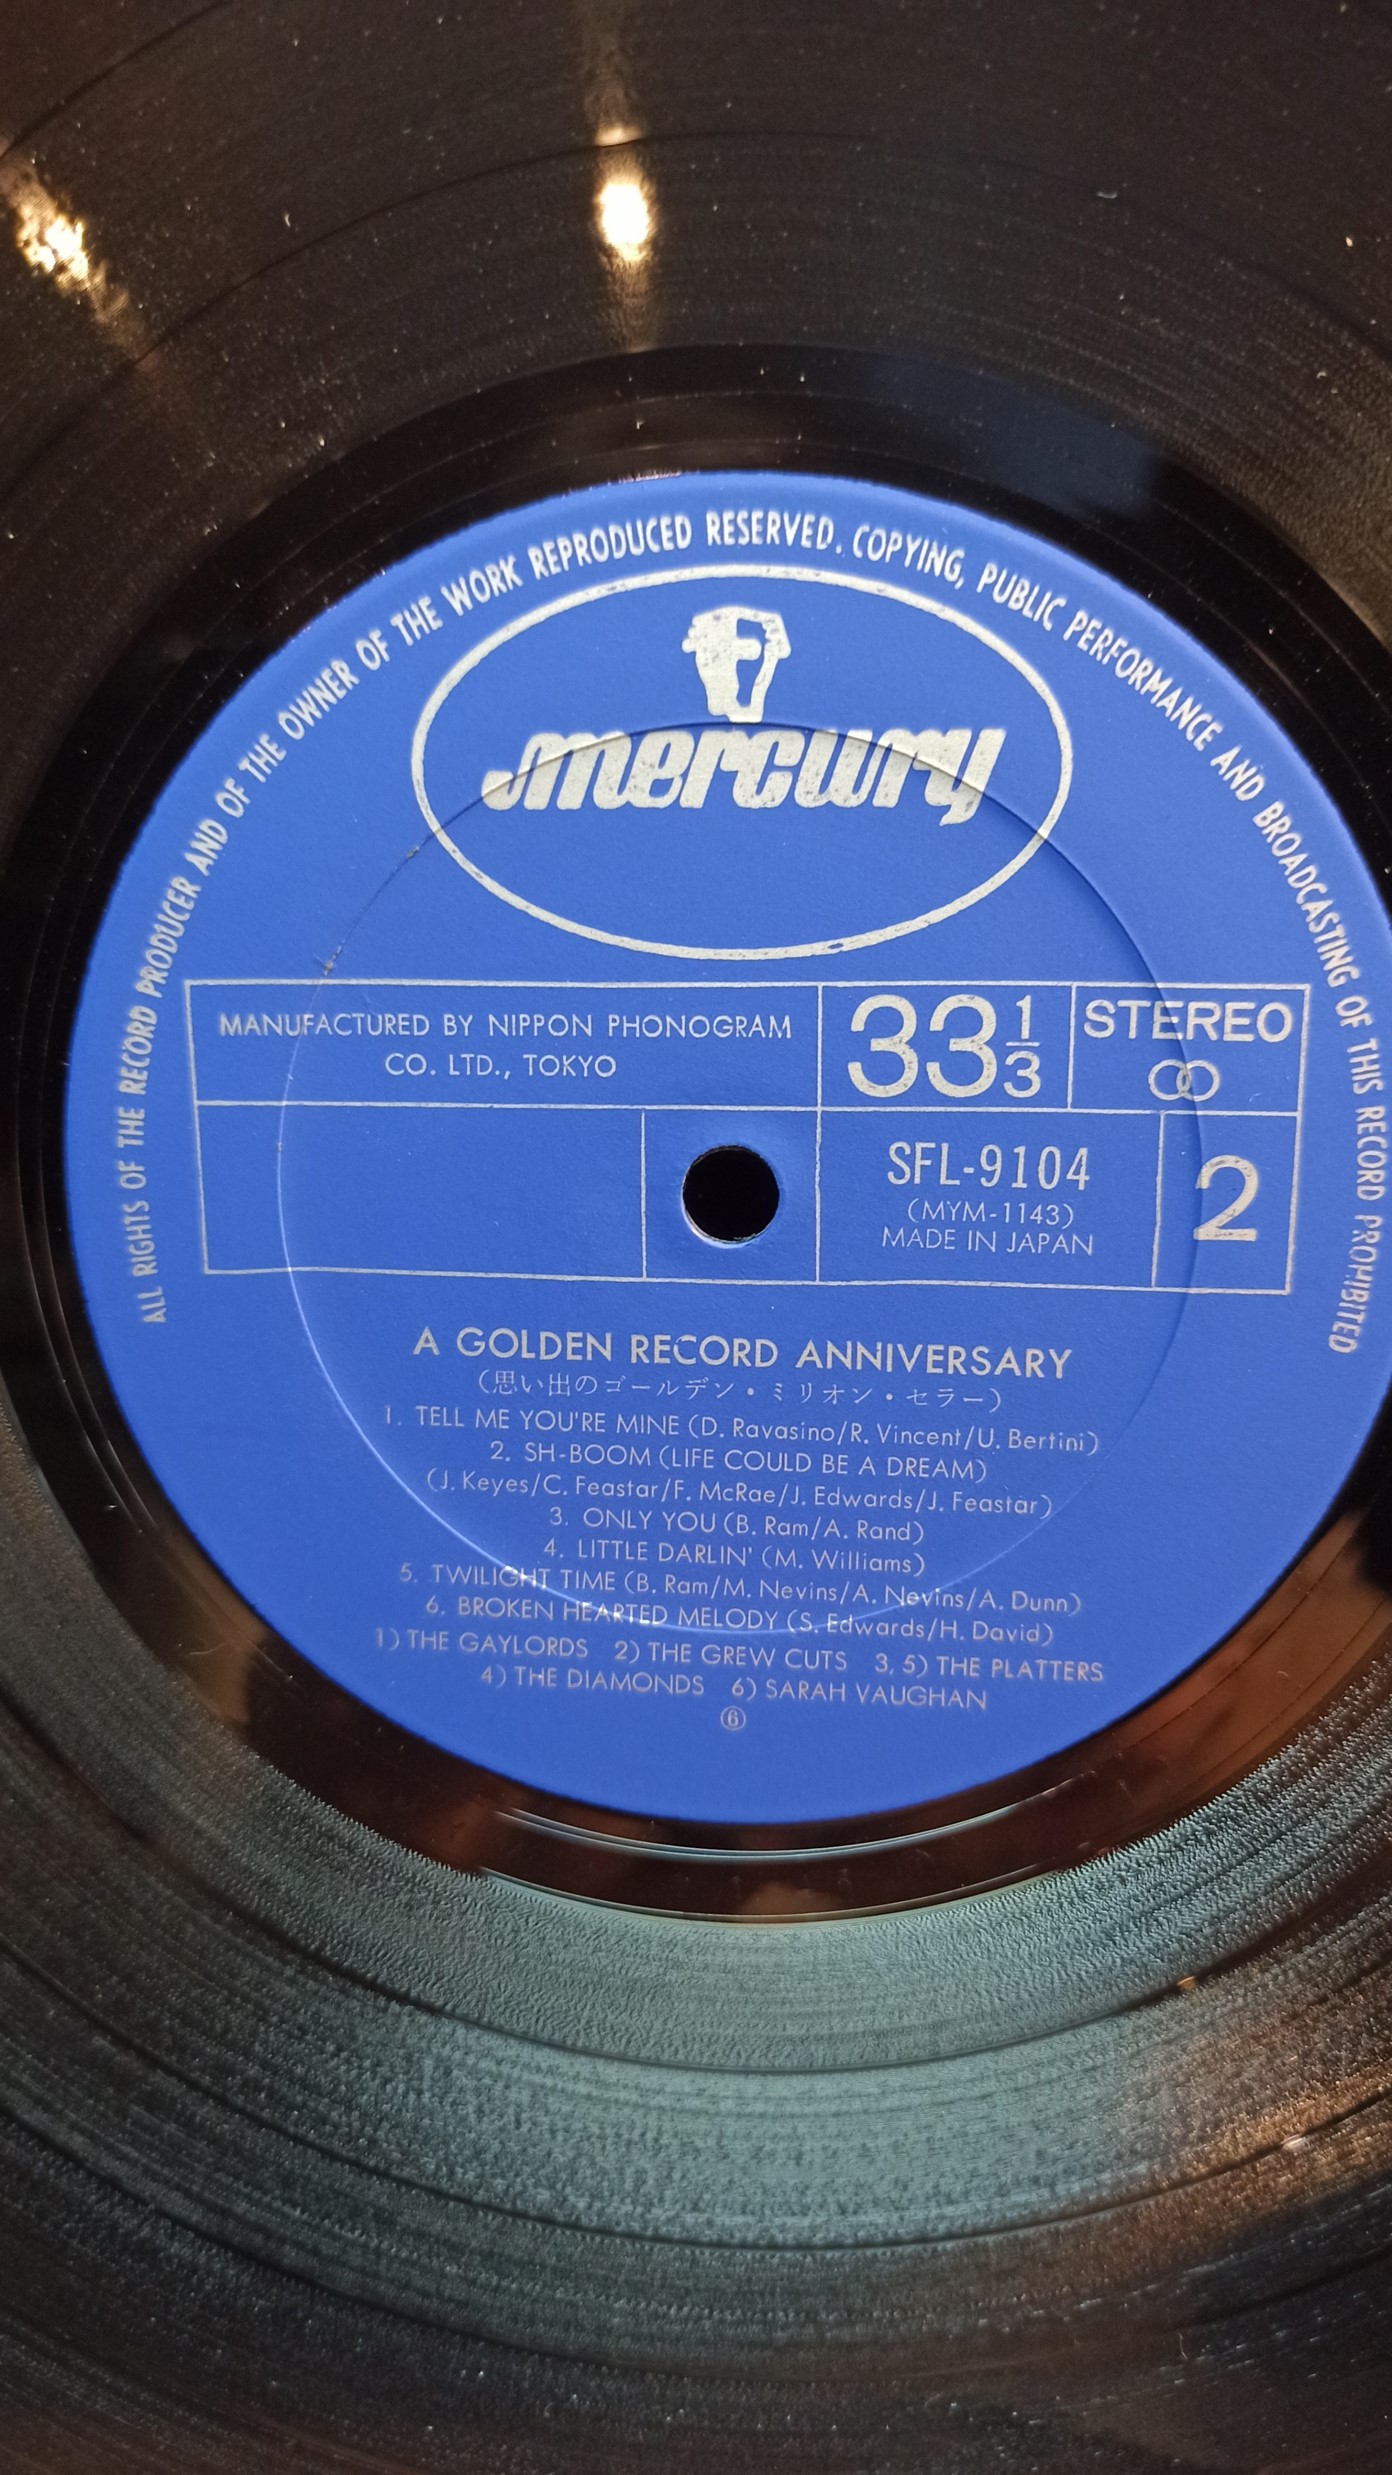 ALL RIGHTS OF THE RECORD PRODUCER AND OF THE OWNER OF THE WORK REPRODUCED RESERVED. COPYING, PUBLIC PERFORMANCE AND BROADCASTING OF THIS RECORD PROHIBITED
mercury
MANUFACTURED BY NIPPON PHONOGRAM
CO. LTD., TOKYO
33 1/3
STEREO
SFL-9104
(MYM-1143)
MADE IN JAPAN
2
A GOLDEN RECORD ANNIVERSARY
(思い出のゴールデン・ミリオン・セラー)
1. TELL ME YOU'RE MINE (D. Ravasino/R. Vincent/U. Bertini)
2. SH-BOOM (LIFE COULD BE A DREAM)
(J. Keyes/C. Feastar/F. McRae/J. Edwards/J. Feastar)
3. ONLY YOU (B. Ram/A. Rand)
4. LITTLE DARLIN' (M. Williams)
5. TWILIGHT TIME (B. Ram/M. Nevins/A. Nevins/A. Dunn)
6. BROKEN HEARTED MELODY (S. Edwards/H. David)
1) THE GAYLORDS 2) THE GREW CUTS 3, 5) THE PLATTERS
4) THE DIAMONDS 6) SARAH VAUGHAN
⑥